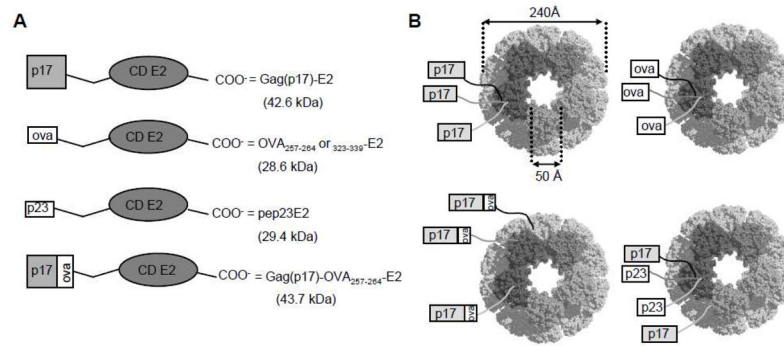 A
p17
CD E2
COO⁻= Gag(p17)-E2
(42.6 kDa)
ova
CD E2
COO⁻= OVA₂₅₇₋₂₆₄ or ₃₂₃₋₃₃₉-E2
(28.6 kDa)
p23
CD E2
COO⁻= pep23E2
(29.4 kDa)
p17
ova
CD E2
COO⁻= Gag(p17)-OVA₂₅₇₋₂₆₄-E2
(43.7 kDa)
B
240Å
p17
p17
p17
50 Å
ova
ova
ova
p17 ova
p17 ova
p17 ova
p17
p23
p23
p17